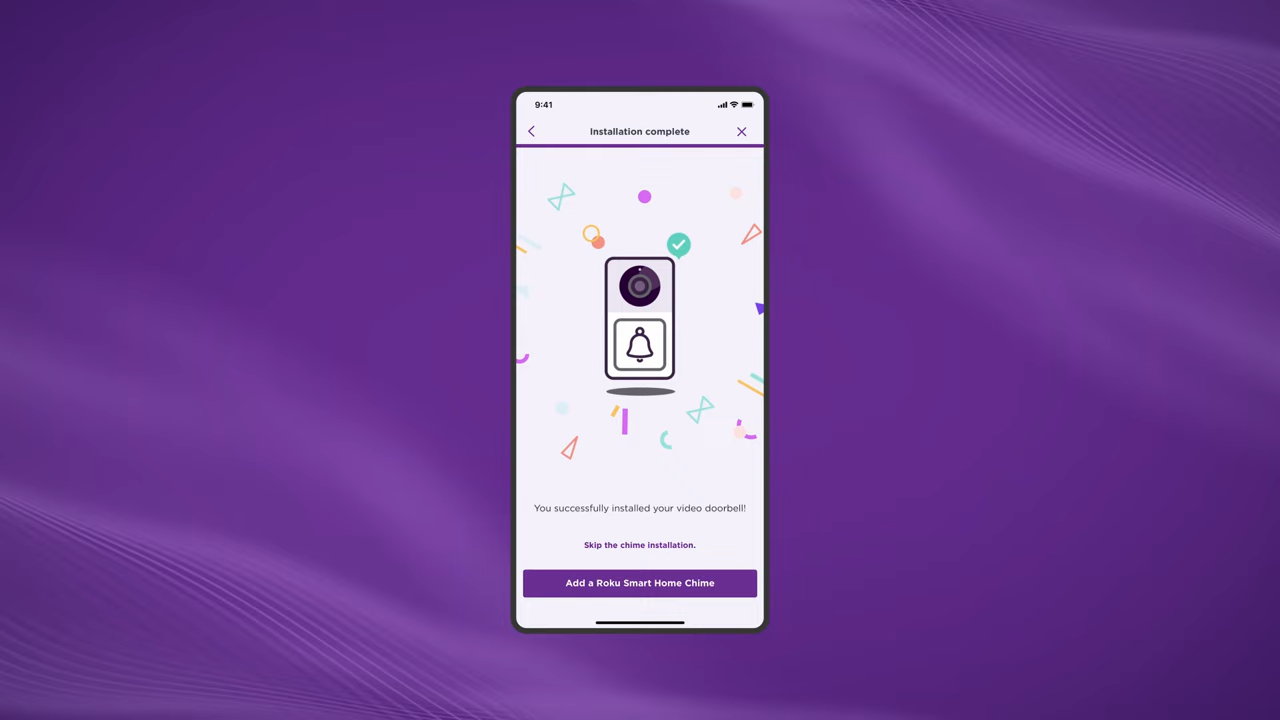 9:41
Installation complete
You successfully installed your video doorbell!
Skip the chime installation.
Add a Roku Smart Home Chime